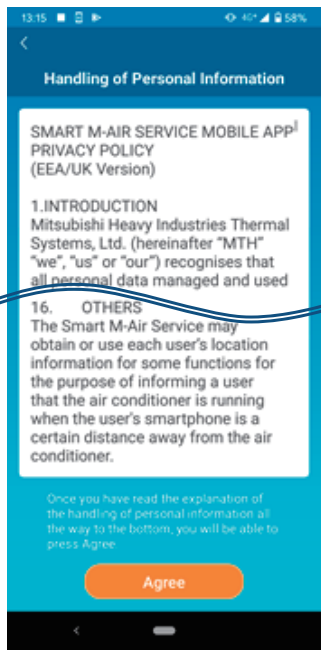 13:15 58%
Handling of Personal Information
SMART M-AIR SERVICE MOBILE APP
PRIVACY POLICY
(EEA/UK Version)
1.INTRODUCTION
Mitsubishi Heavy Industries Thermal
Systems, Ltd. (hereinafter “MTH”
“we”, “us” or “our”) recognises that
all personal data managed and used
16. OTHERS
The Smart M-Air Service may
obtain or use each user's location
information for some functions for
the purpose of informing a user
that the air conditioner is running
when the user's smartphone is a
certain distance away from the air
conditioner.
Once you have read the explanation of
the handling of personal information all
the way to the bottom, you will be able to
press Agree.
Agree